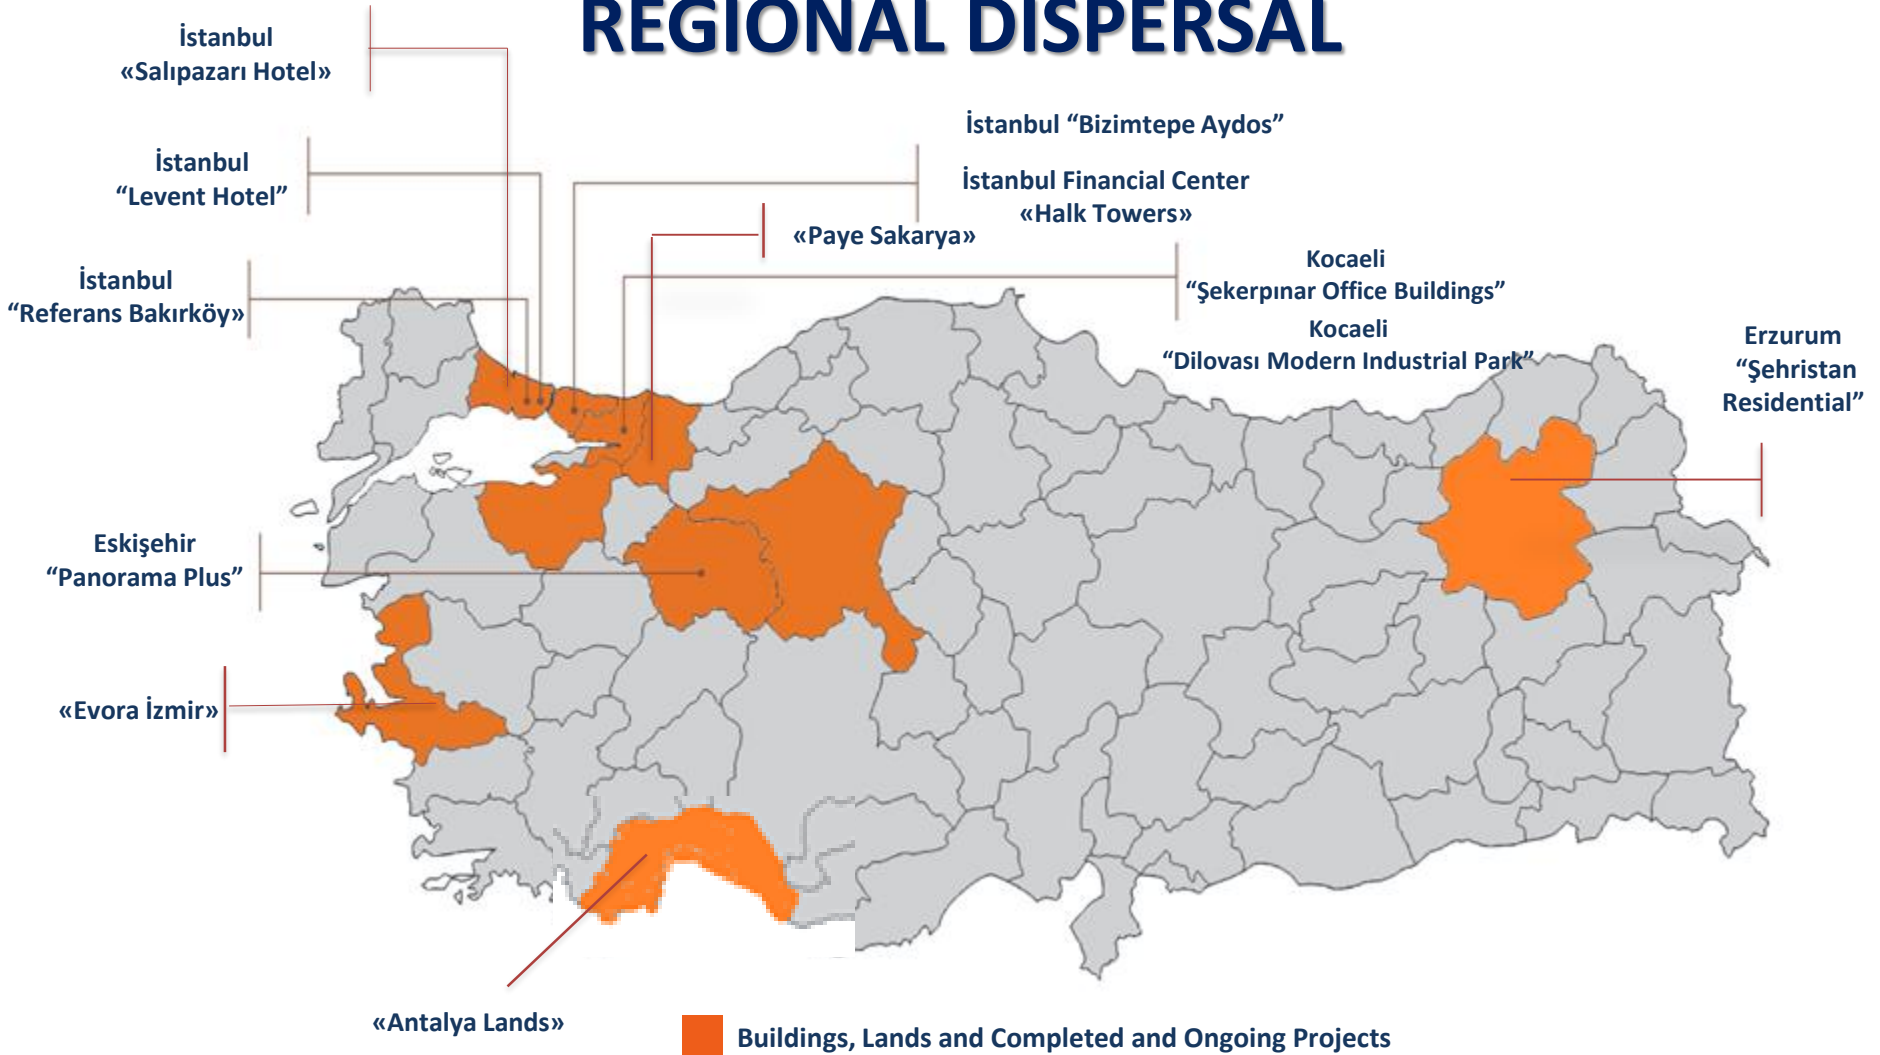 REGIONAL DISPERSAL
İstanbul
«Salıpazarı Hotel»
İstanbul “Bizimtepe Aydos”
İstanbul
“Levent Hotel”
İstanbul Financial Center
«Halk Towers»
«Paye Sakarya»
Kocaeli
“Şekerpınar Office Buildings”
İstanbul
“Referans Bakırköy»
Kocaeli
“Dilovası Modern Industrial Park”
Erzurum
“Şehristan
Residential”
Eskişehir
“Panorama Plus”
«Evora İzmir»
«Antalya Lands»
Buildings, Lands and Completed and Ongoing Projects